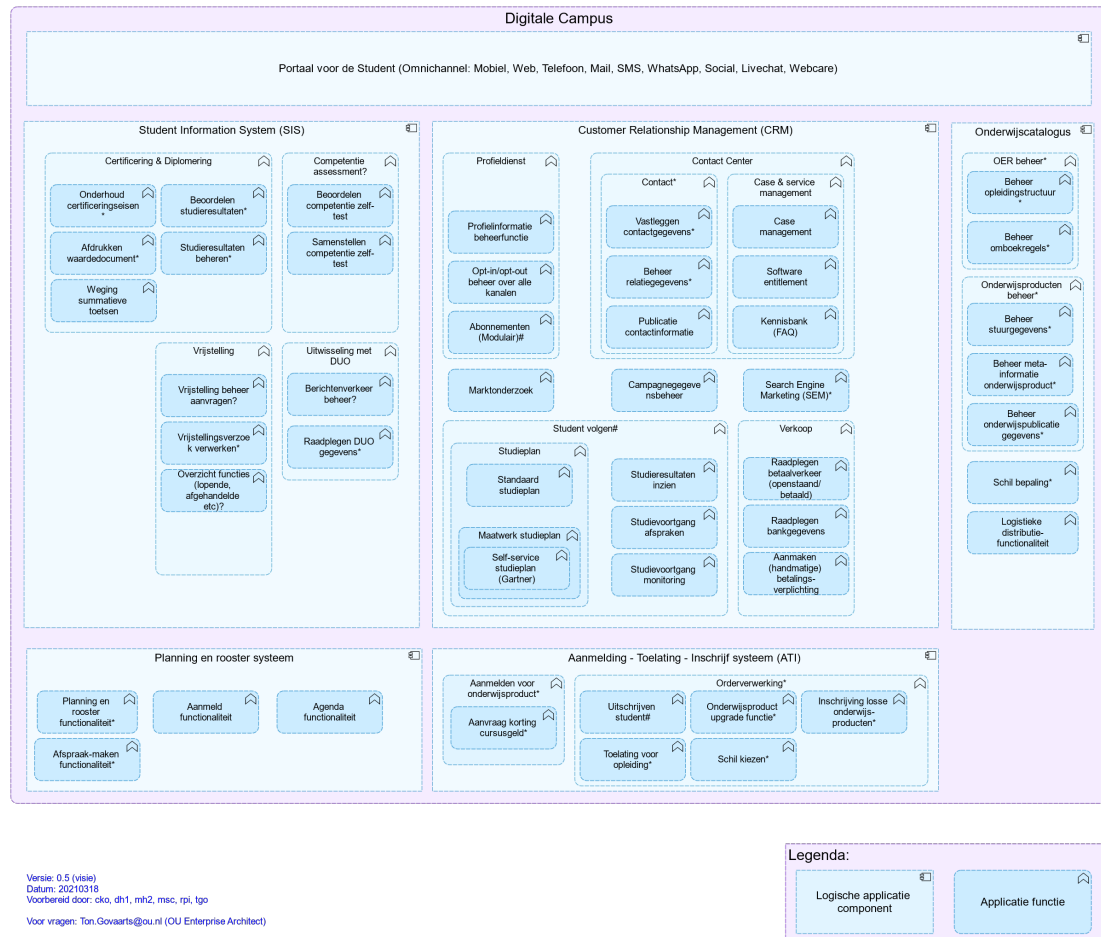 Digitale Campus
Portaal voor de Student (Omnichannel: Mobiel, Web, Telefoon, Mail, SMS, WhatsApp, Social, Livechat, Webcare)
Student Information System (SIS)
Certificering & Diplomering
Onderhoud
certificeringseisen
*
Beoordelen
studieresultaten*
Afdrukken
waardedocument*
Studieresultaten
beheren*
Weging
summatieve
toetsen
Competentie
assessment?
Beoordelen
competentie zelf-
test
Samenstellen
competentie zelf-
test
Vrijstelling
Vrijstelling beheer
aanvragen?
Vrijstellingsverzoe
k verwerken*
Overzicht functies
(lopende,
afgehandelde
etc)?
Uitwisseling met
DUO
Berichtenverkeer
beheer?
Raadplegen DUO
gegevens*
Customer Relationship Management (CRM)
Profieldienst
Profielinformatie
beheerfunctie
Opt-in/opt-out
beheer over alle
kanalen
Abonnementen
(Modulair)#
Contact Center
Contact*
Vastleggen
contactgegevens*
Beheer
relatiegegevens*
Publicatie
contactinformatie
Case & service
management
Case
management
Software
entitlement
Kennisbank
(FAQ)
Marktonderzoek
Campagnegegeve
nsbeheer
Search Engine
Marketing (SEM)*
Student volgen#
Studieplan
Standaard
studieplan
Maatwerk studieplan
Self-service
studieplan
(Gartner)
Studieresultaten
inzien
Studievoortgang
afspraken
Studievoortgang
monitoring
Verkoop
Raadplegen
betaalverkeer
(openstaand/
betaald)
Raadplegen
bankgegevens
Aanmaken
(handmatige)
betalings-
verplichting
Onderwijscatalogus
OER beheer*
Beheer
opleidingstructuur
*
Beheer
omboekregels*
Onderwijsproducten
beheer*
Beheer
stuurgegevens*
Beheer meta-
informatie
onderwijsproduct*
Beheer
onderwijspublicatie
gegevens*
Schil bepaling*
Logistieke
distributie-
functionaliteit
Planning en rooster systeem
Planning en
rooster
functionaliteit*
Aanmeld
functionaliteit
Agenda
functionaliteit
Afspraak-maken
functionaliteit*
Aanmelding - Toelating - Inschrijf systeem (ATI)
Aanmelden voor
onderwijsproduct*
Aanvraag korting
cursusgeld*
Orderverwerking*
Uitschrijven
student#
Onderwijsproduct
upgrade functie*
Inschrijving losse
onderwijs-
producten*
Toelating voor
opleiding*
Schil kiezen*
Versie: 0.5 (visie)
Datum: 20210318
Voorbereid door: cko, dh1, mh2, msc, rpi, tgo
Voor vragen: Ton.Govaarts@ou.nl (OU Enterprise Architect)
Legenda:
Logische applicatie
component
Applicatie functie